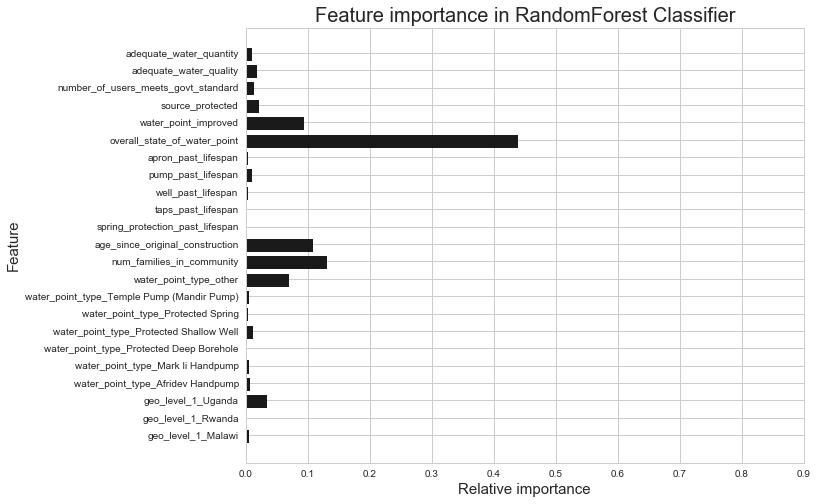 Feature importance in RandomForest Classifier
adequate_water_quantity
adequate_water_quality
number_of_users_meets_govt_standard
source_protected
water_point_improved
overall_state_of_water_point
apron_past_lifespan
pump_past_lifespan
well_past_lifespan
taps_past_lifespan
spring_protection_past_lifespan
age_since_original_construction
num_families_in_community
water_point_type_other
water_point_type_Temple Pump (Mandir Pump)
water_point_type_Protected Spring
water_point_type_Protected Shallow Well
water_point_type_Protected Deep Borehole
water_point_type_Mark Ii Handpump
water_point_type_Afridev Handpump
geo_level_1_Uganda
geo_level_1_Rwanda
geo_level_1_Malawi
Feature
0.0 0.1 0.2 0.3 0.4 0.5 0.6 0.7 0.8 0.9
Relative importance